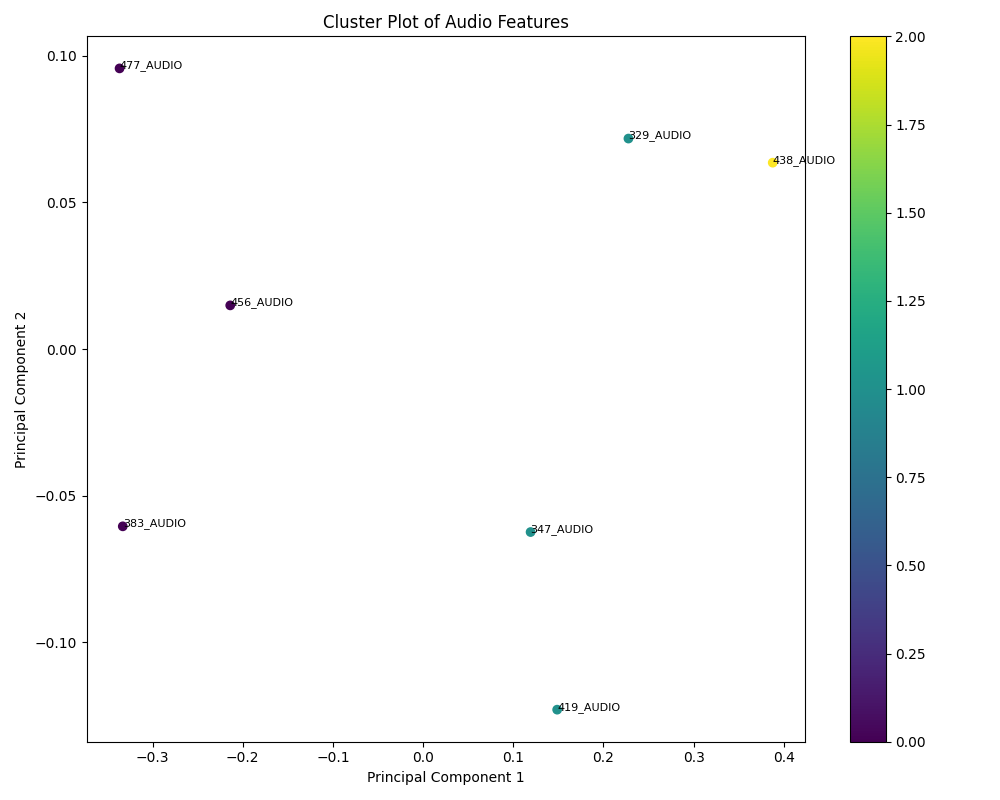 Cluster Plot of Audio Features
477_AUDIO
329_AUDIO
438_AUDIO
456_AUDIO
383_AUDIO
347_AUDIO
419_AUDIO
0.10
0.05
0.00
−0.05
−0.10
Principal Component 2
−0.3
−0.2
−0.1
0.0
0.1
0.2
0.3
0.4
Principal Component 1
2.00
1.75
1.50
1.25
1.00
0.75
0.50
0.25
0.00